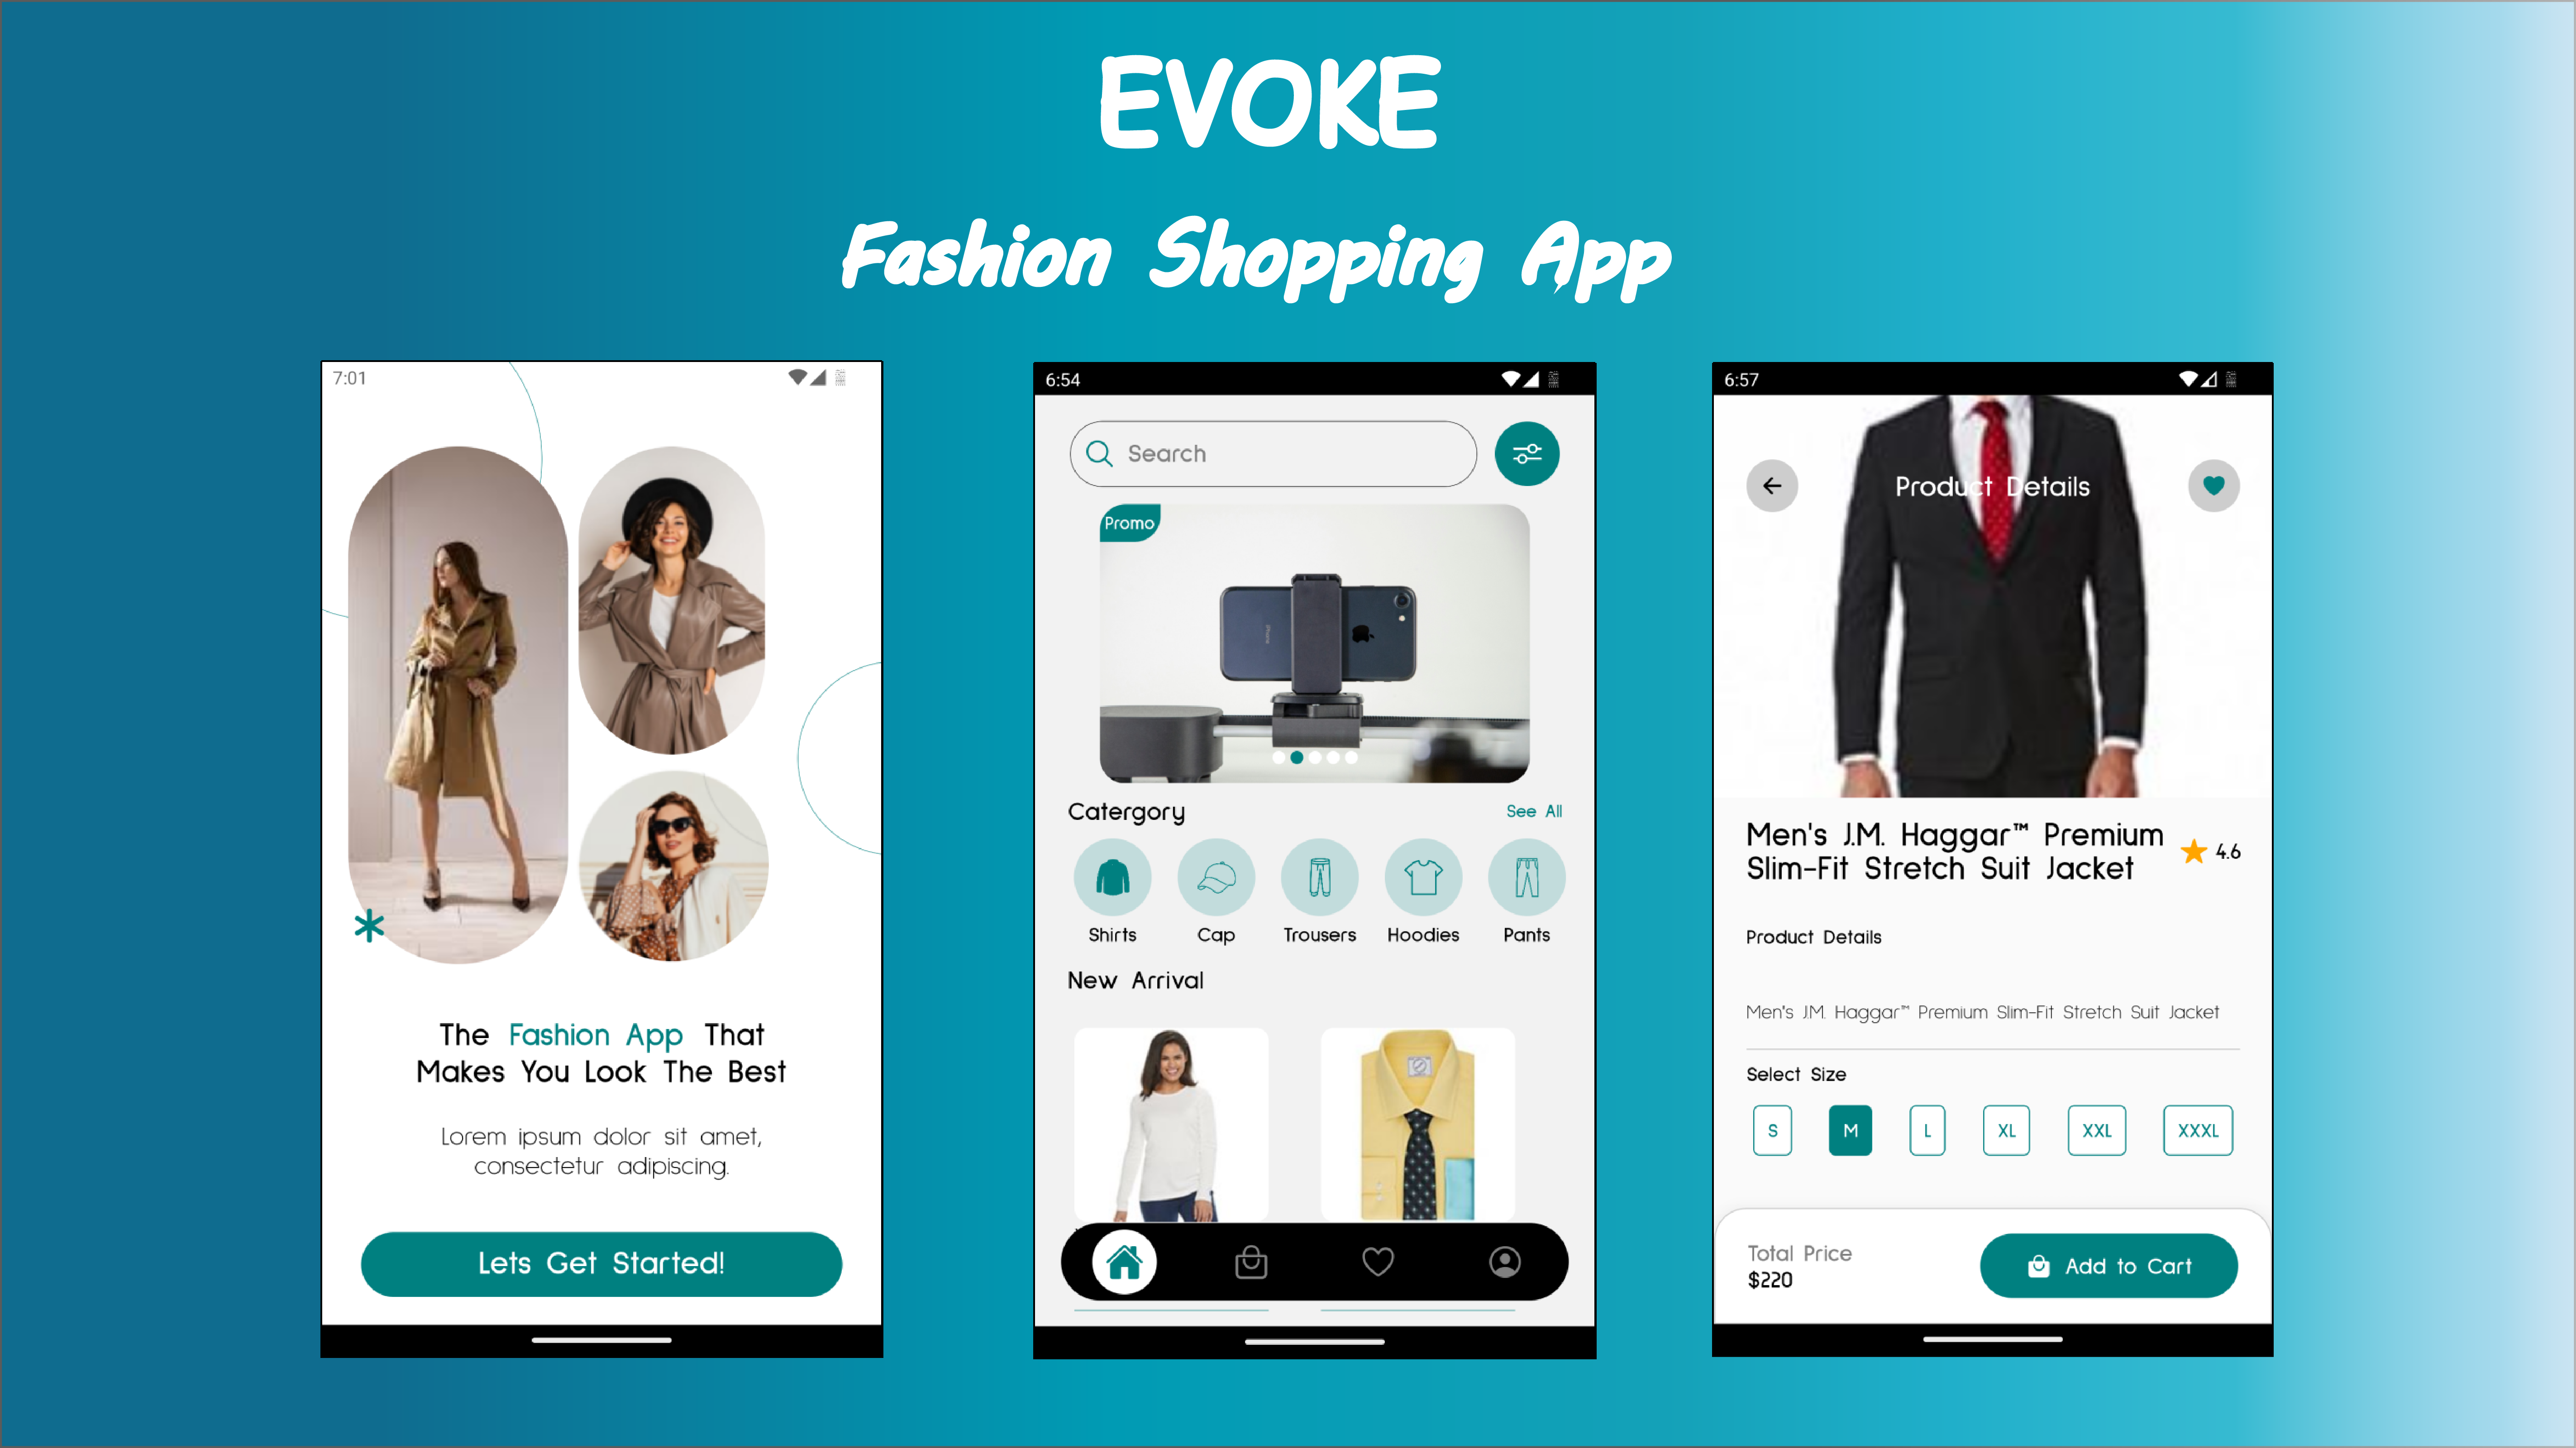 EVOKE
Fashion Shopping App
7:01
The Fashion App That
Makes You Look The Best
Lorem ipsum dolor sit amet,
consectetur adipiscing.
Lets Get Started!
6:54
Search
Promo
iPhone
Catergory
See All
Shirts
Cap
Trousers
Hoodies
Pants
New Arrival
6:57
Product Details
Men's J.M. Haggar™ Premium
Slim-Fit Stretch Suit Jacket
4.6
Product Details
Men's J.M. Haggar™ Premium Slim-Fit Stretch Suit Jacket
Select Size
S
M
L
XL
XXL
XXXL
Total Price
$220
Add to Cart